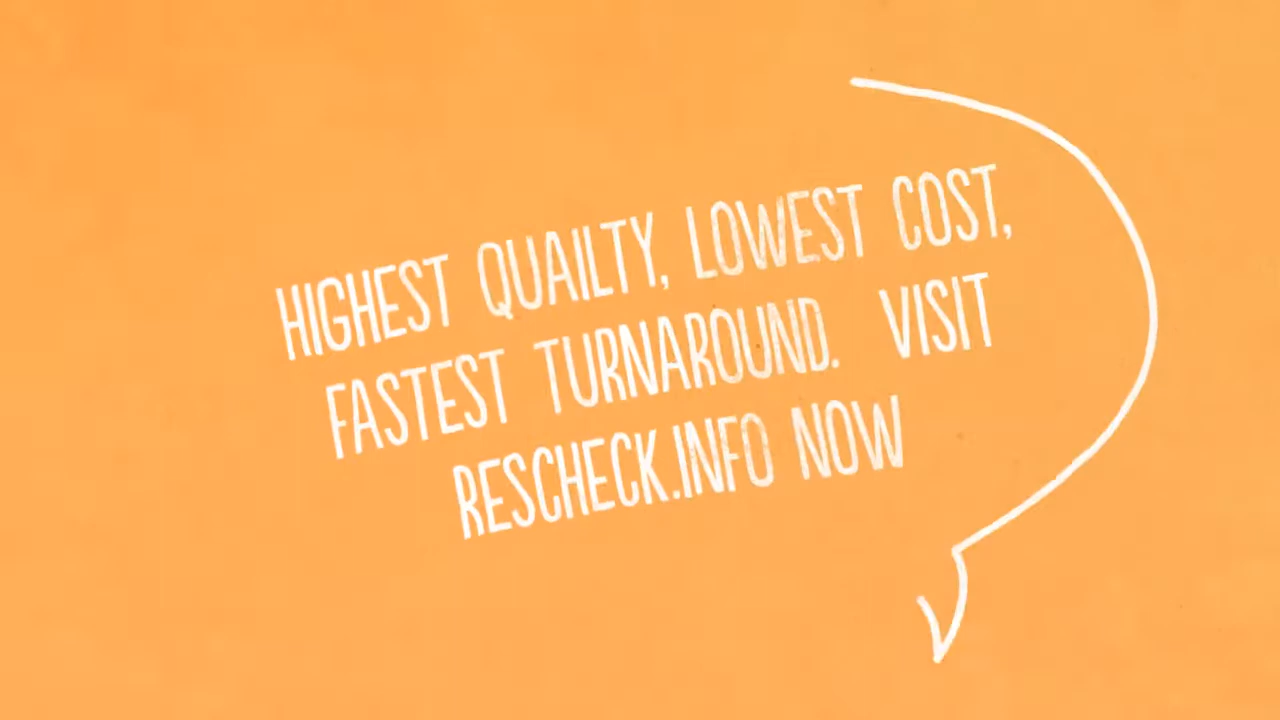 HIGHEST QUAILTY, LOWEST COST,
FASTEST TURNAROUND. VISIT
RESCHECK.INFO NOW